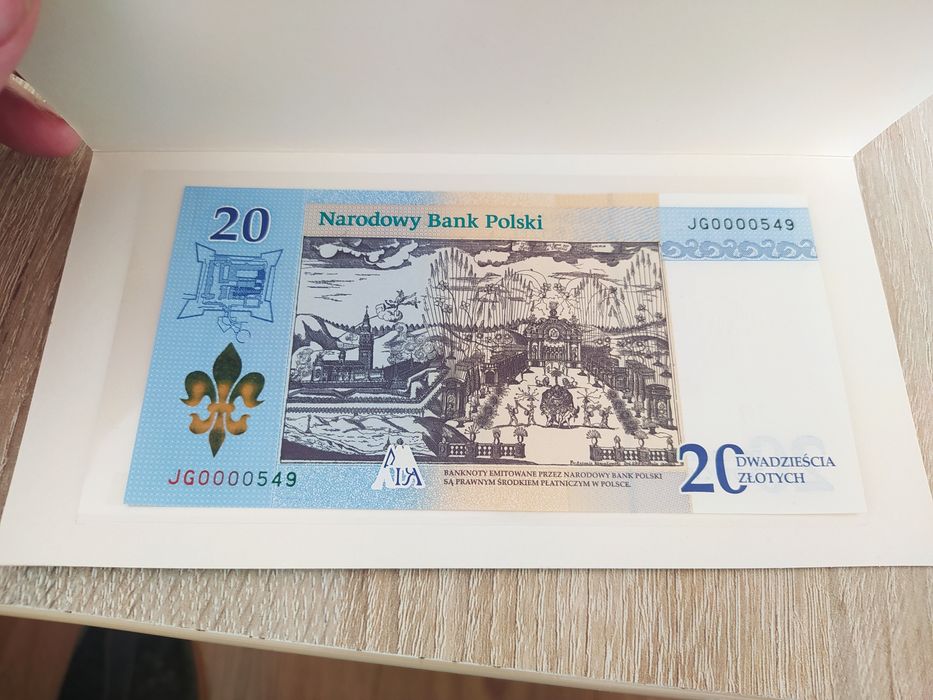 20
Narodowy Bank Polski
JG0000549
JG0000549
BANKNOTY EMITOWANE PRZEZ NARODOWY BANK POLSKI
SĄ PRAWNYM ŚRODKIEM PŁATNICZYM W POLSCE.
20
DWADZIEŚCIA
ZŁOTYCH